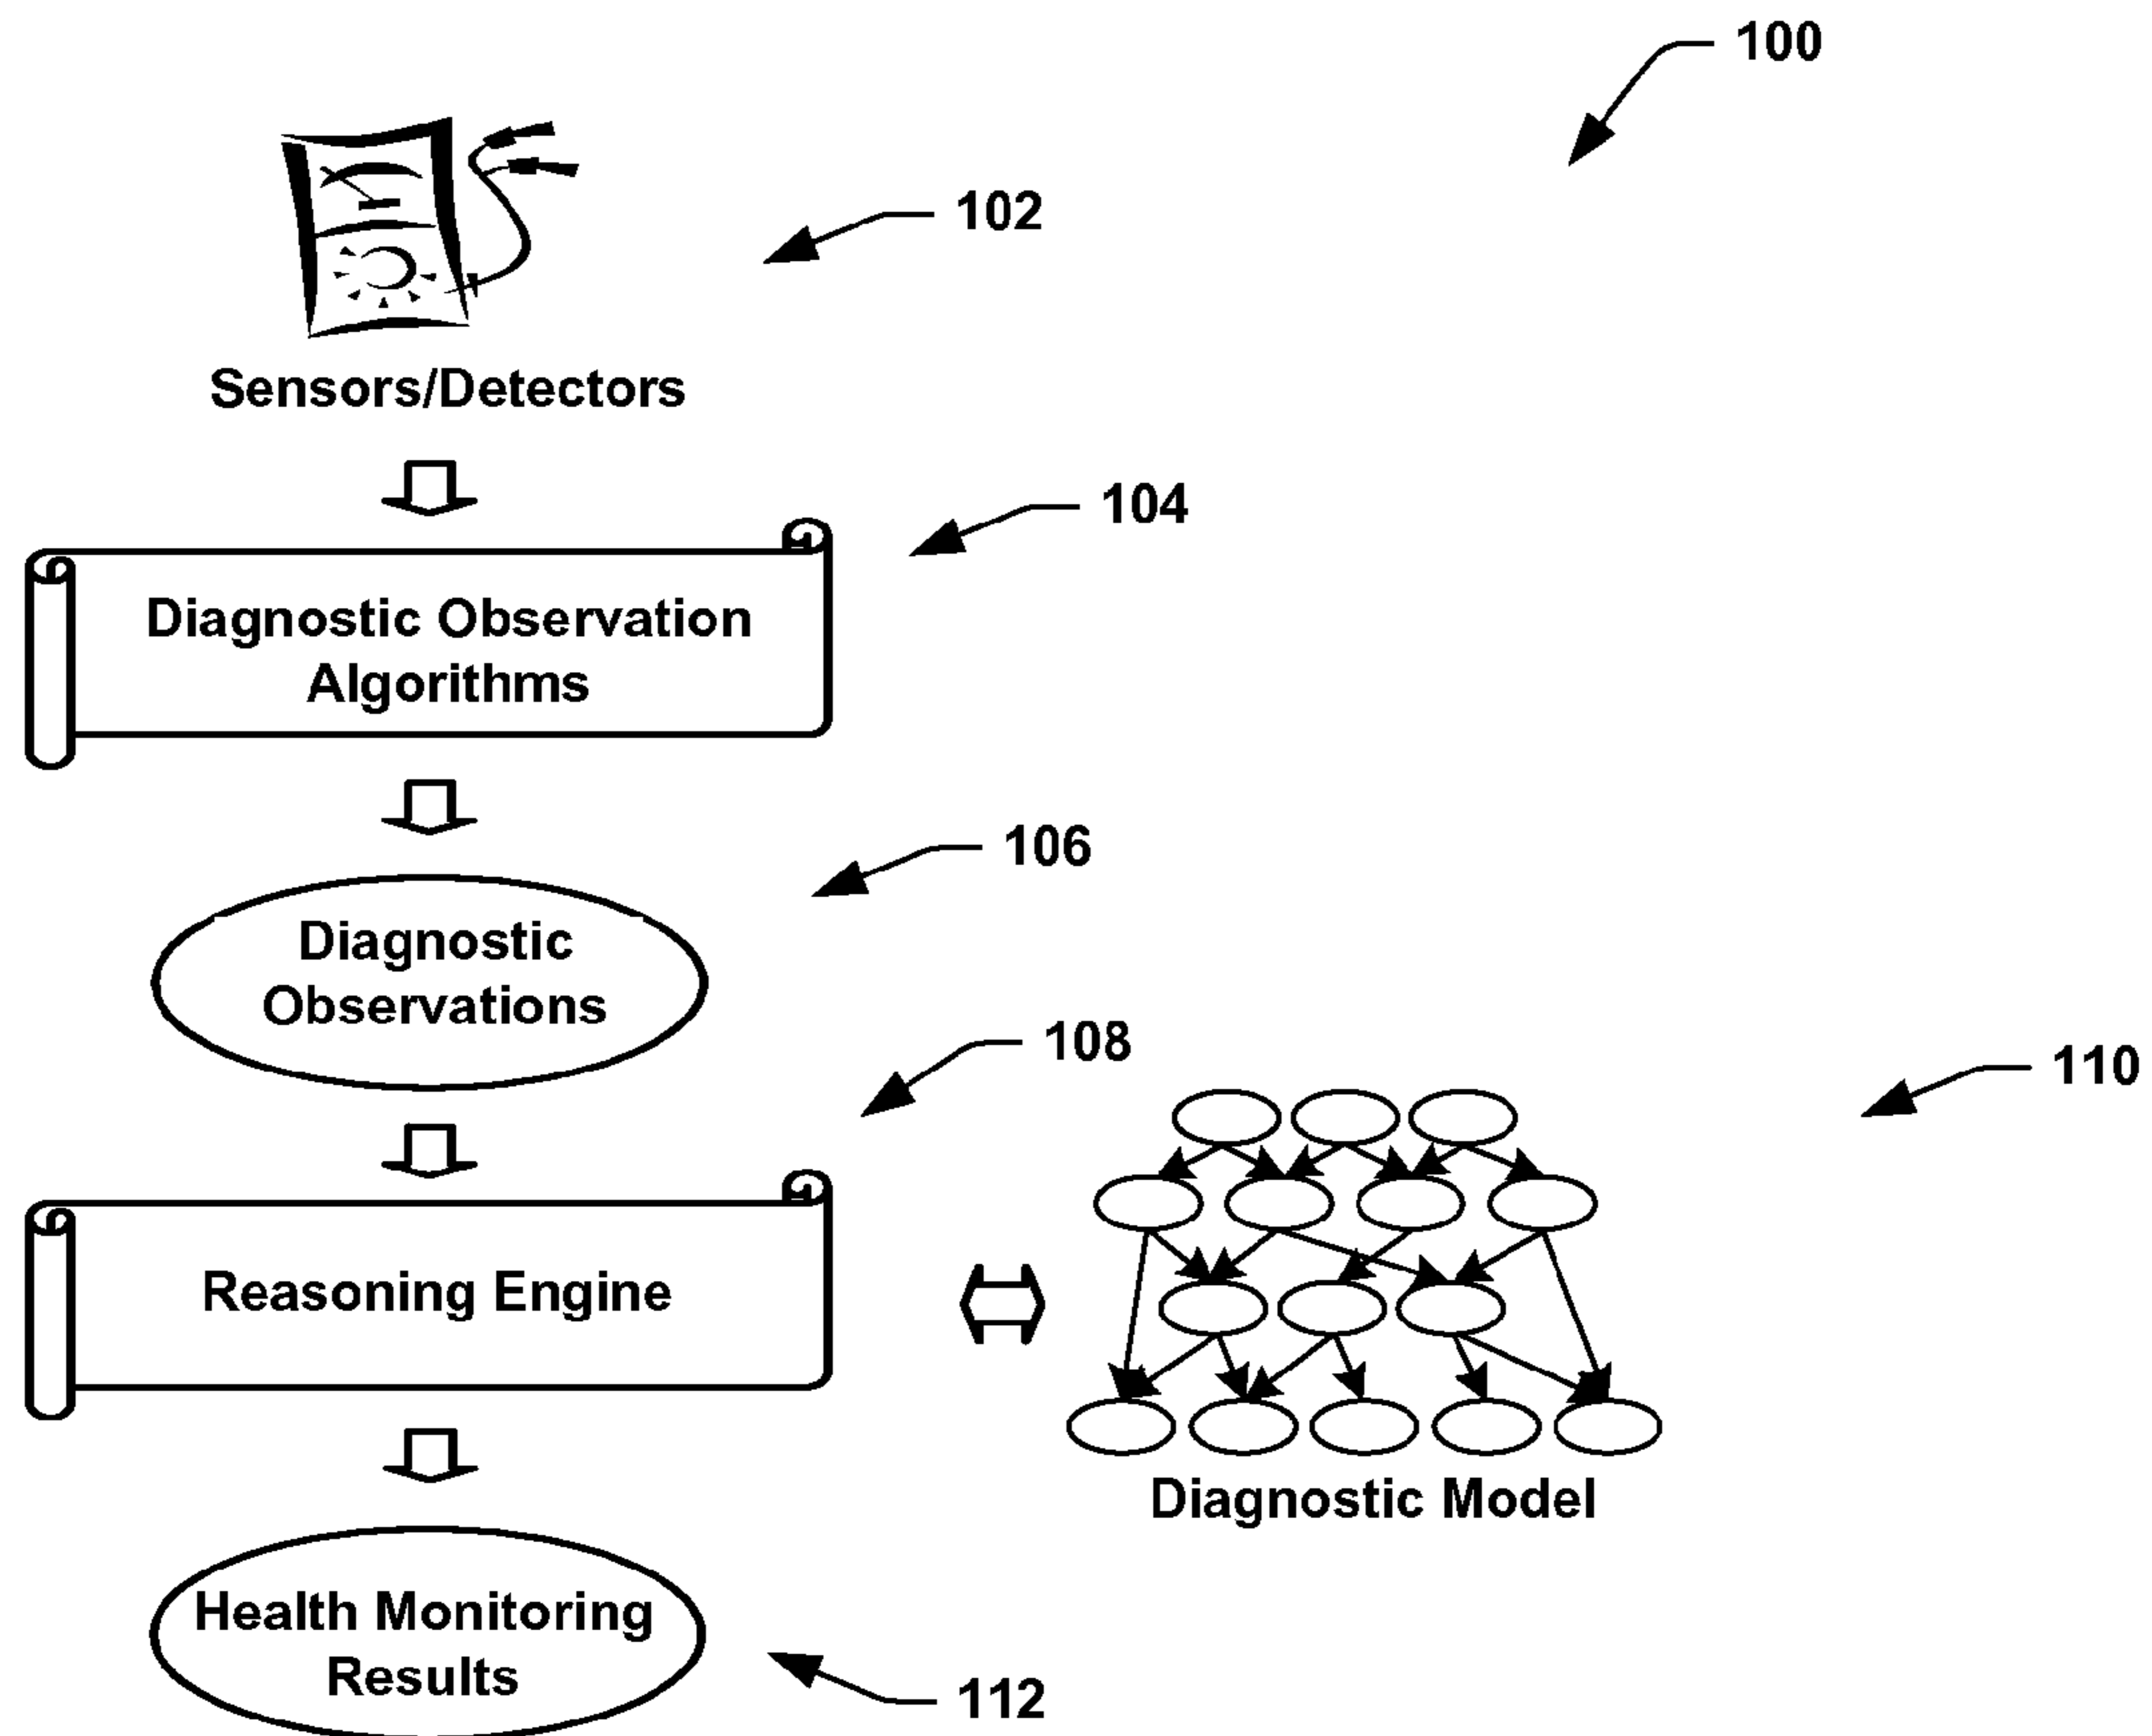 100
102
Sensors/Detectors
104
Diagnostic Observation
Algorithms
106
Diagnostic
Observations
108
110
Reasoning Engine
Diagnostic Model
Health Monitoring
Results
112